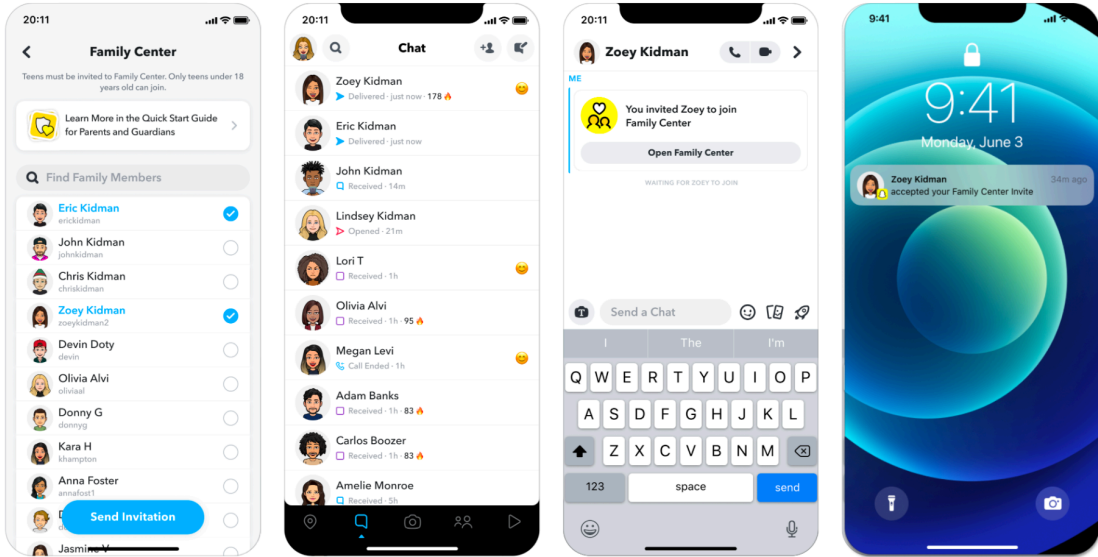 20:11
Family Center
Teens must be invited to Family Center. Only teens under 18
years old can join.
Learn More in the Quick Start Guide
for Parents and Guardians
Find Family Members
Eric Kidman
erickidman
John Kidman
johnkidman
Chris Kidman
chriskidman
Zoey Kidman
zoeykidman2
Devin Doty
devin
Olivia Alvi
oliviaal
Donny G
donnyg
Kara H
khampton
Anna Foster
annafost1
Send Invitation
Jasmine V
20:11
Chat
Zoey Kidman
Delivered · just now · 178 🔥
Eric Kidman
Delivered · just now
John Kidman
Received · 14m
Lindsey Kidman
Opened · 21m
Lori T
Received · 1h
Olivia Alvi
Received · 1h · 95 🔥
Megan Levi
Call Ended · 1h
Adam Banks
Received · 1h · 83 🔥
Carlos Boozer
Received · 1h · 83 🔥
Amelie Monroe
Received · 5h
20:11
Zoey Kidman
ME
You invited Zoey to join
Family Center
Open Family Center
WAITING FOR ZOEY TO JOIN
T
Send a Chat
I The I'm
Q W E R T Y U I O P
A S D F G H J K L
Z X C V B N M
123 space send
9:41
9:41
Monday, June 3
Zoey Kidman 34m ago
accepted your Family Center Invite